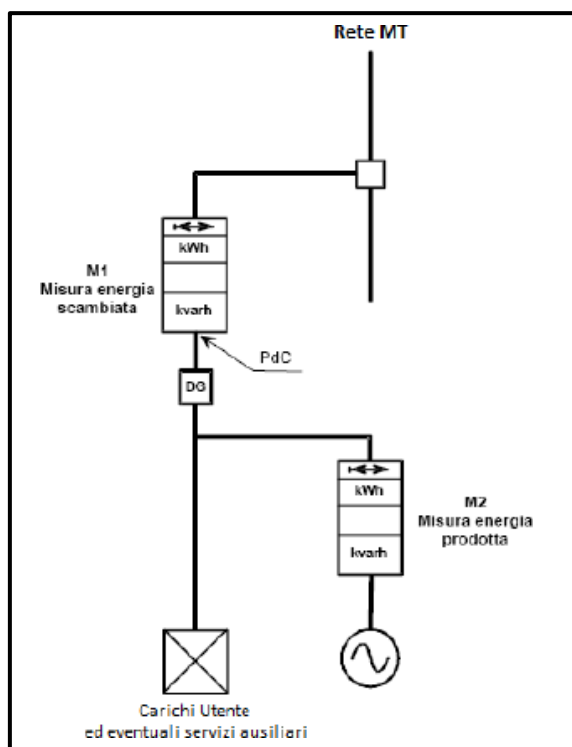 Rete MT
kWh
M1
Misura energia
scambiata
kvarh
PdC
DG
kWh
M2
Misura energia
prodotta
kvarh
Carichi Utente
ed eventuali servizi ausiliari